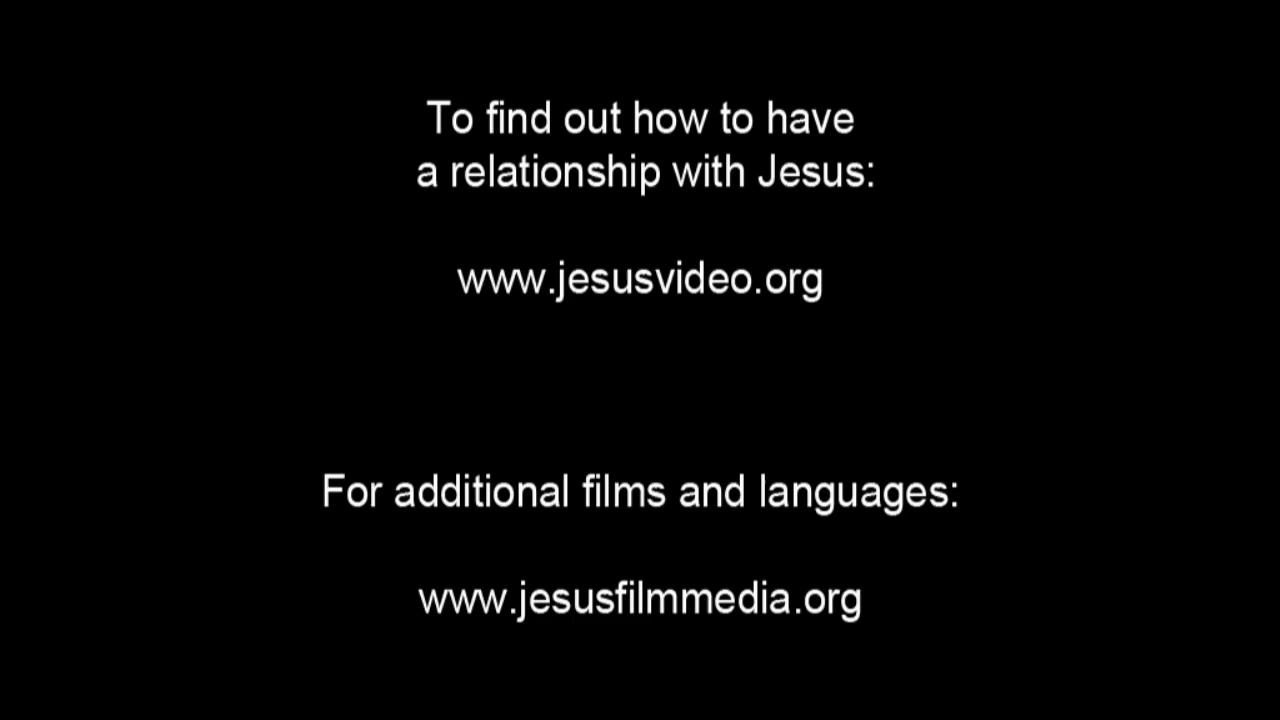 To find out how to have
a relationship with Jesus:
www.jesusvideo.org
For additional films and languages:
www.jesusfilmmedia.org